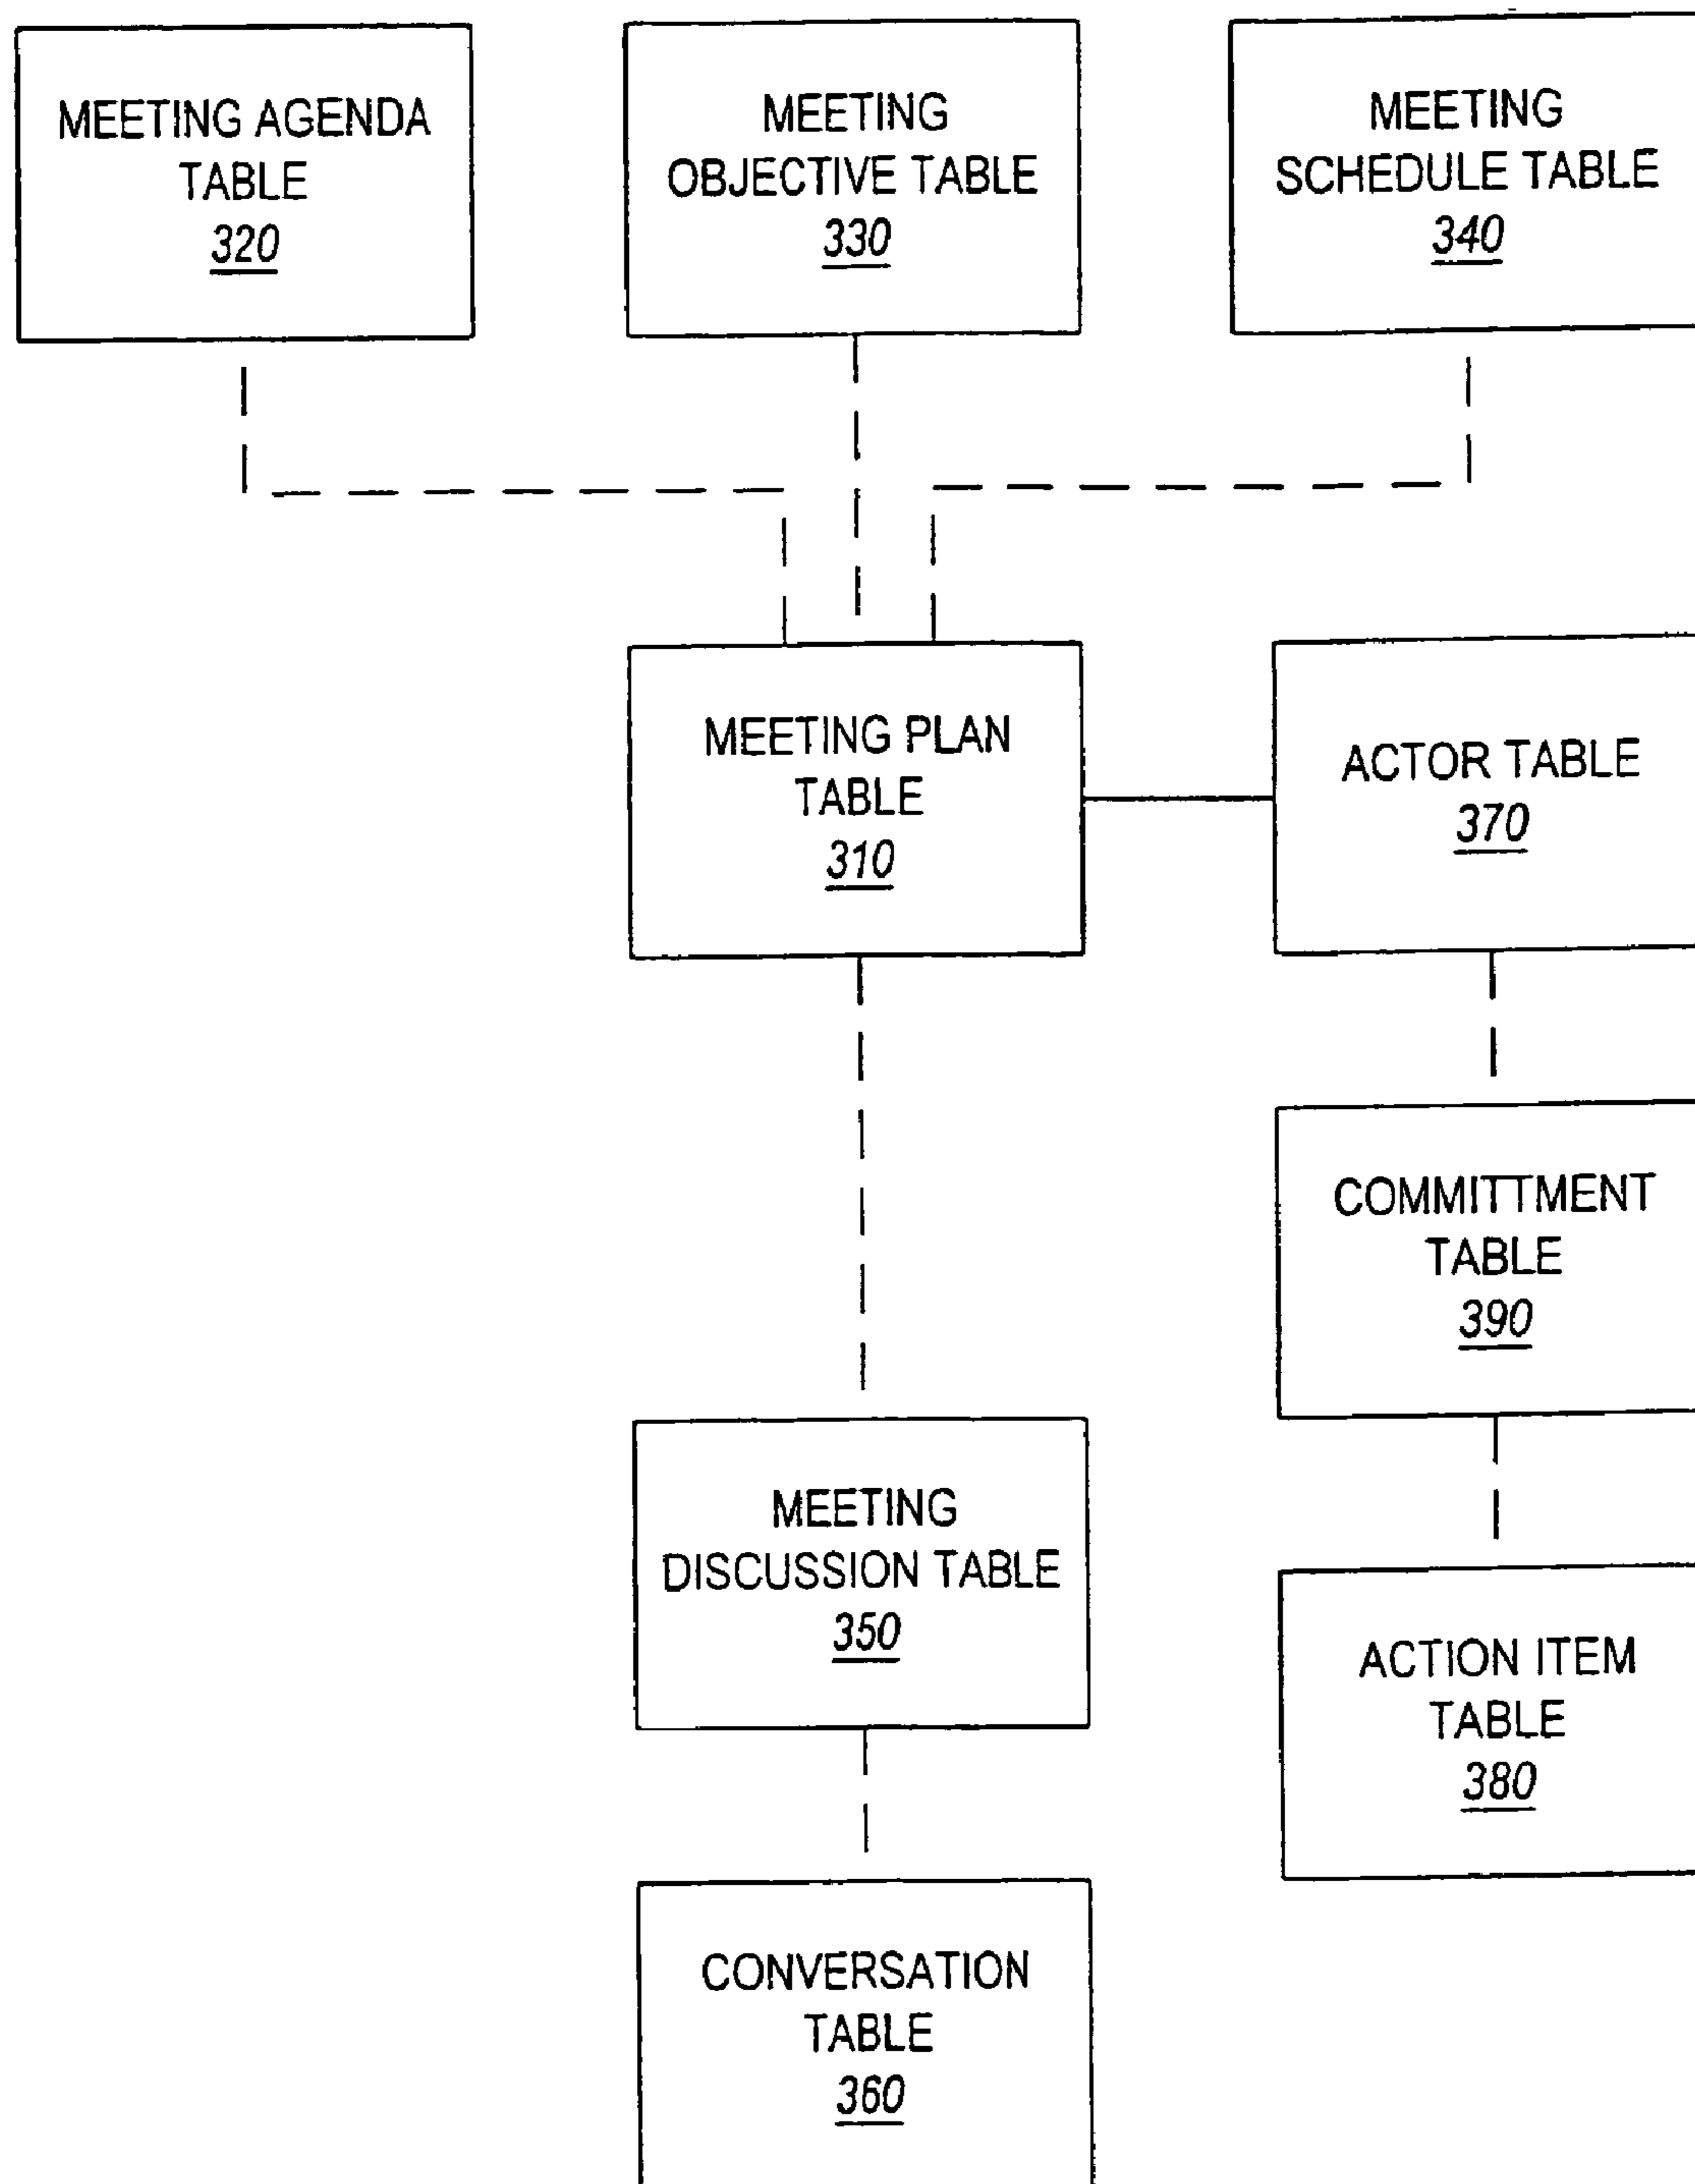 MEETING AGENDA
TABLE
320
MEETING
OBJECTIVE TABLE
330
MEETING
SCHEDULE TABLE
340
MEETING PLAN
TABLE
310
ACTOR TABLE
370
COMMITTMENT
TABLE
390
MEETING
DISCUSSION TABLE
350
ACTION ITEM
TABLE
380
CONVERSATION
TABLE
360